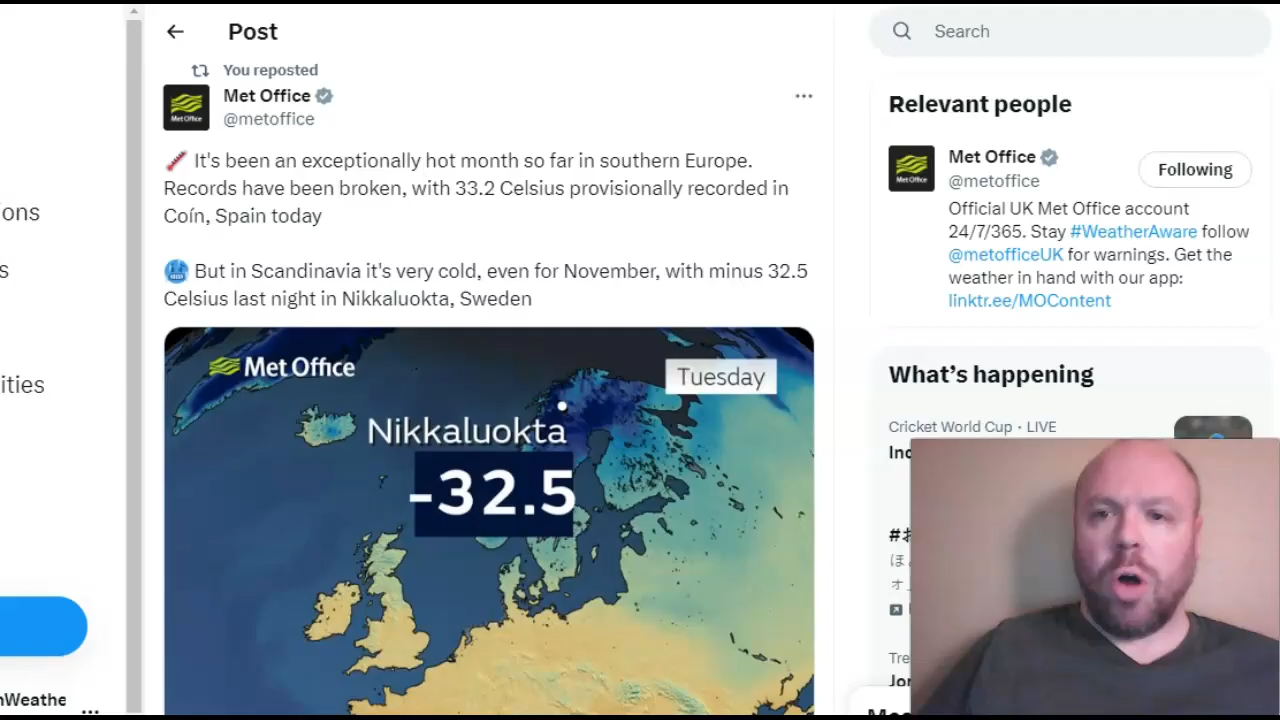 Post
Search
You reposted
Met Office
@metoffice
It's been an exceptionally hot month so far in southern Europe.
Records have been broken, with 33.2 Celsius provisionally recorded in
Coín, Spain today
But in Scandinavia it's very cold, even for November, with minus 32.5
Celsius last night in Nikkaluokta, Sweden
Met Office
Tuesday
Nikkaluokta
-32.5
Relevant people
Met Office
@metoffice
Following
Official UK Met Office account
24/7/365. Stay #WeatherAware follow
@metofficeUK for warnings. Get the
weather in hand with our app:
linktr.ee/MOContent
What's happening
Cricket World Cup · LIVE
ons
s
ities
nWeathe